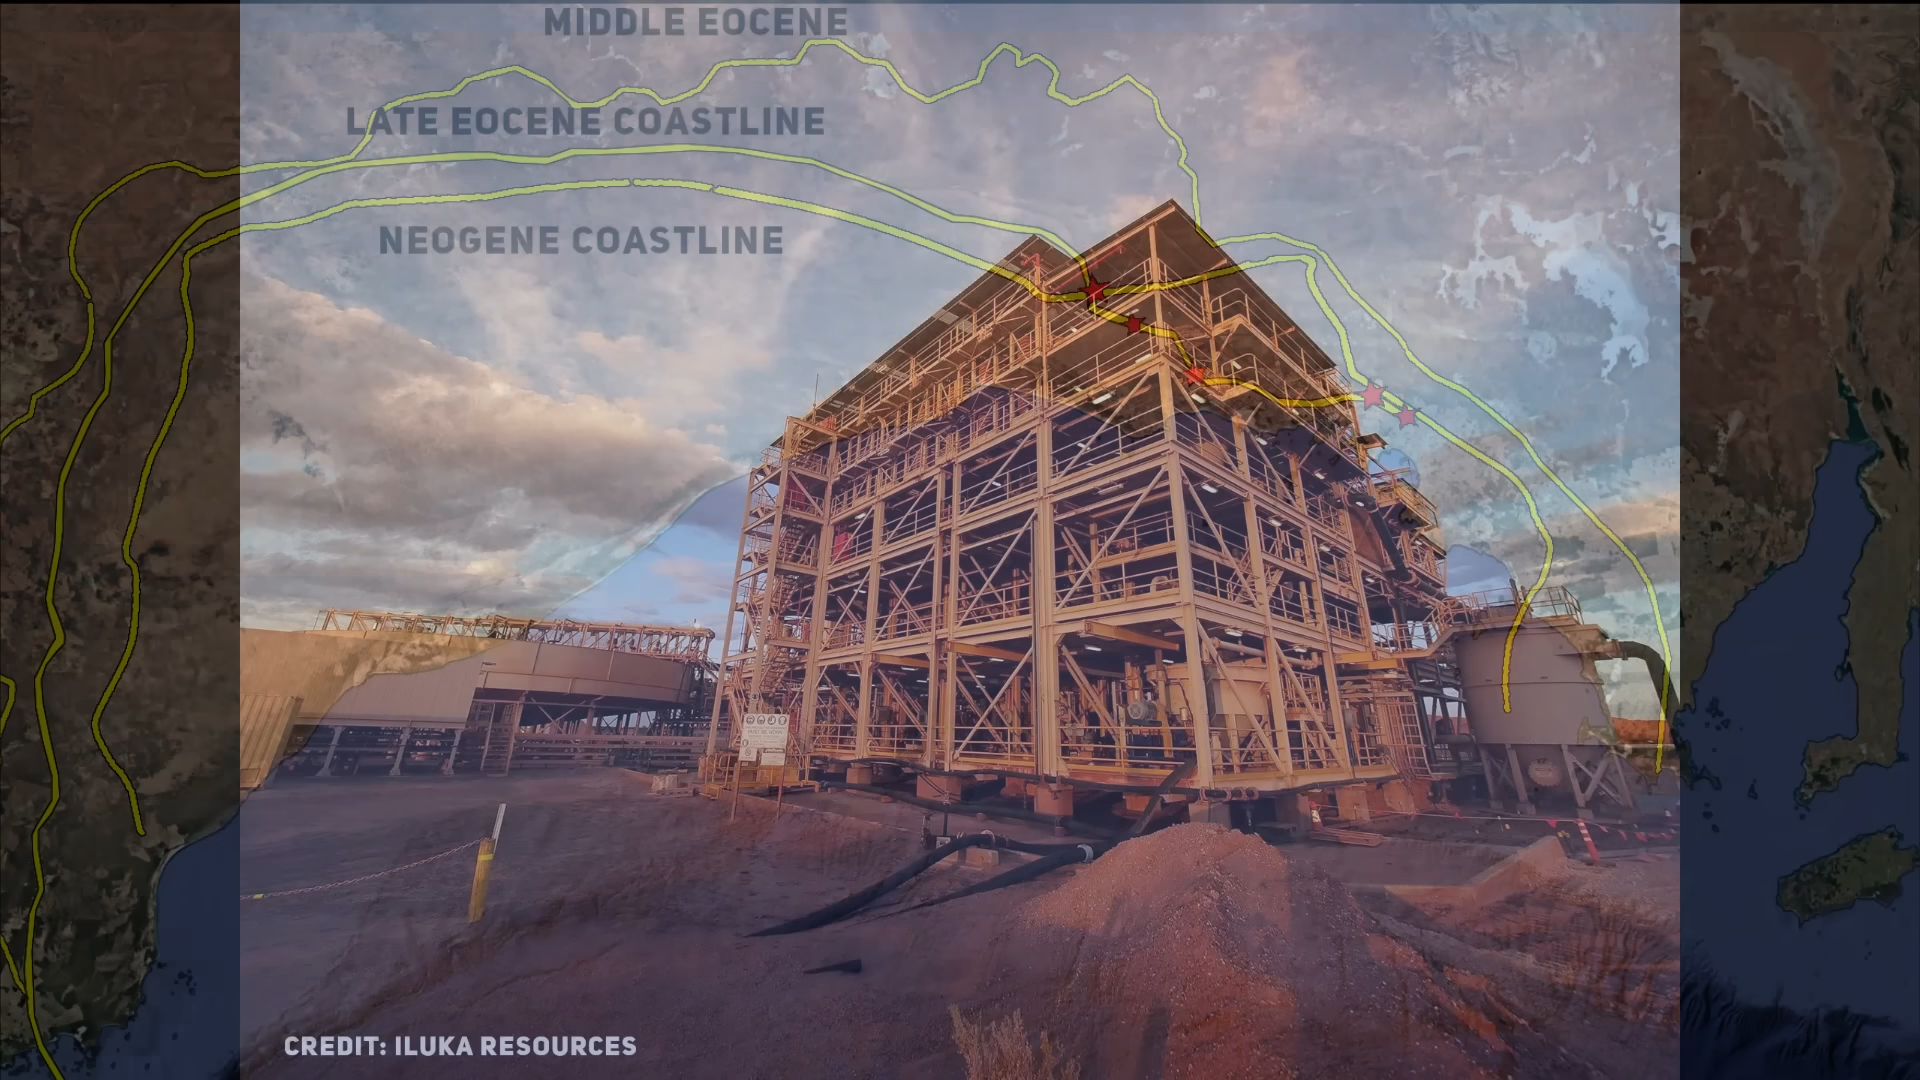 MIDDLE EOCENE
LATE EOCENE COASTLINE
NEOGENE COASTLINE
CREDIT: ILUKA RESOURCES